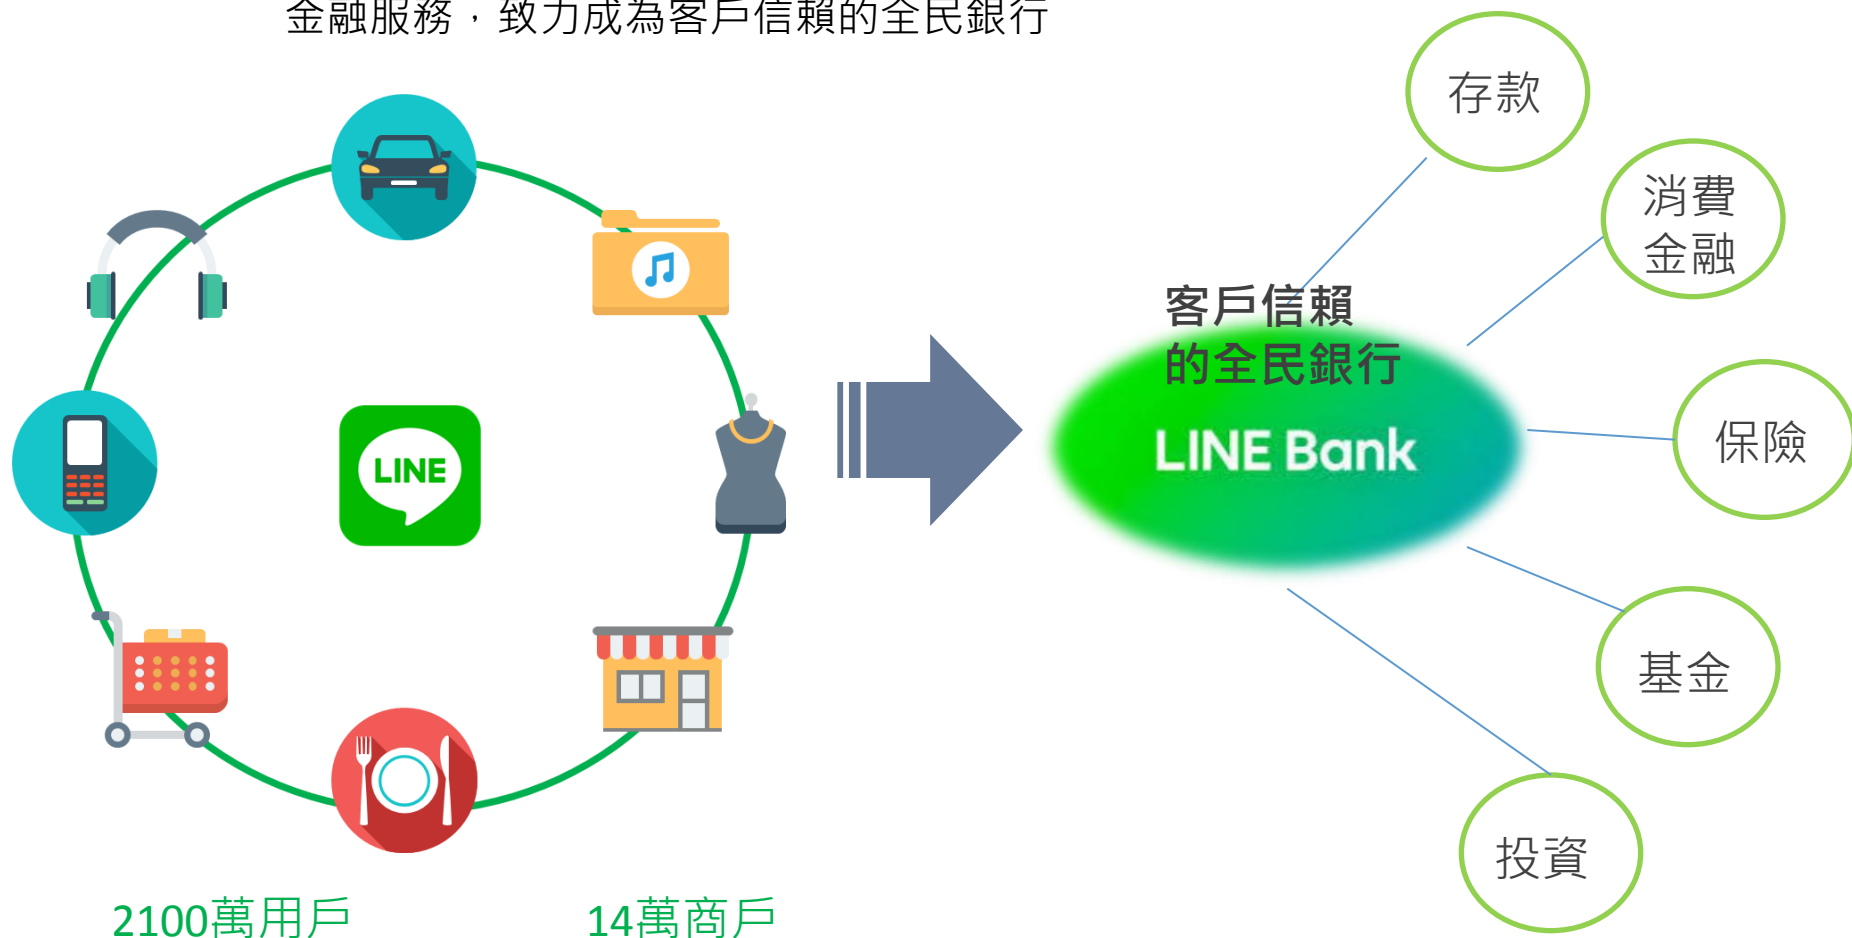 金融服務，致力成為客戶信賴的全民銀行
存款
消費
金融
客戶信賴
的全民銀行
LINE
LINE Bank
保險
基金
投資
2100萬用戶
14萬商戶